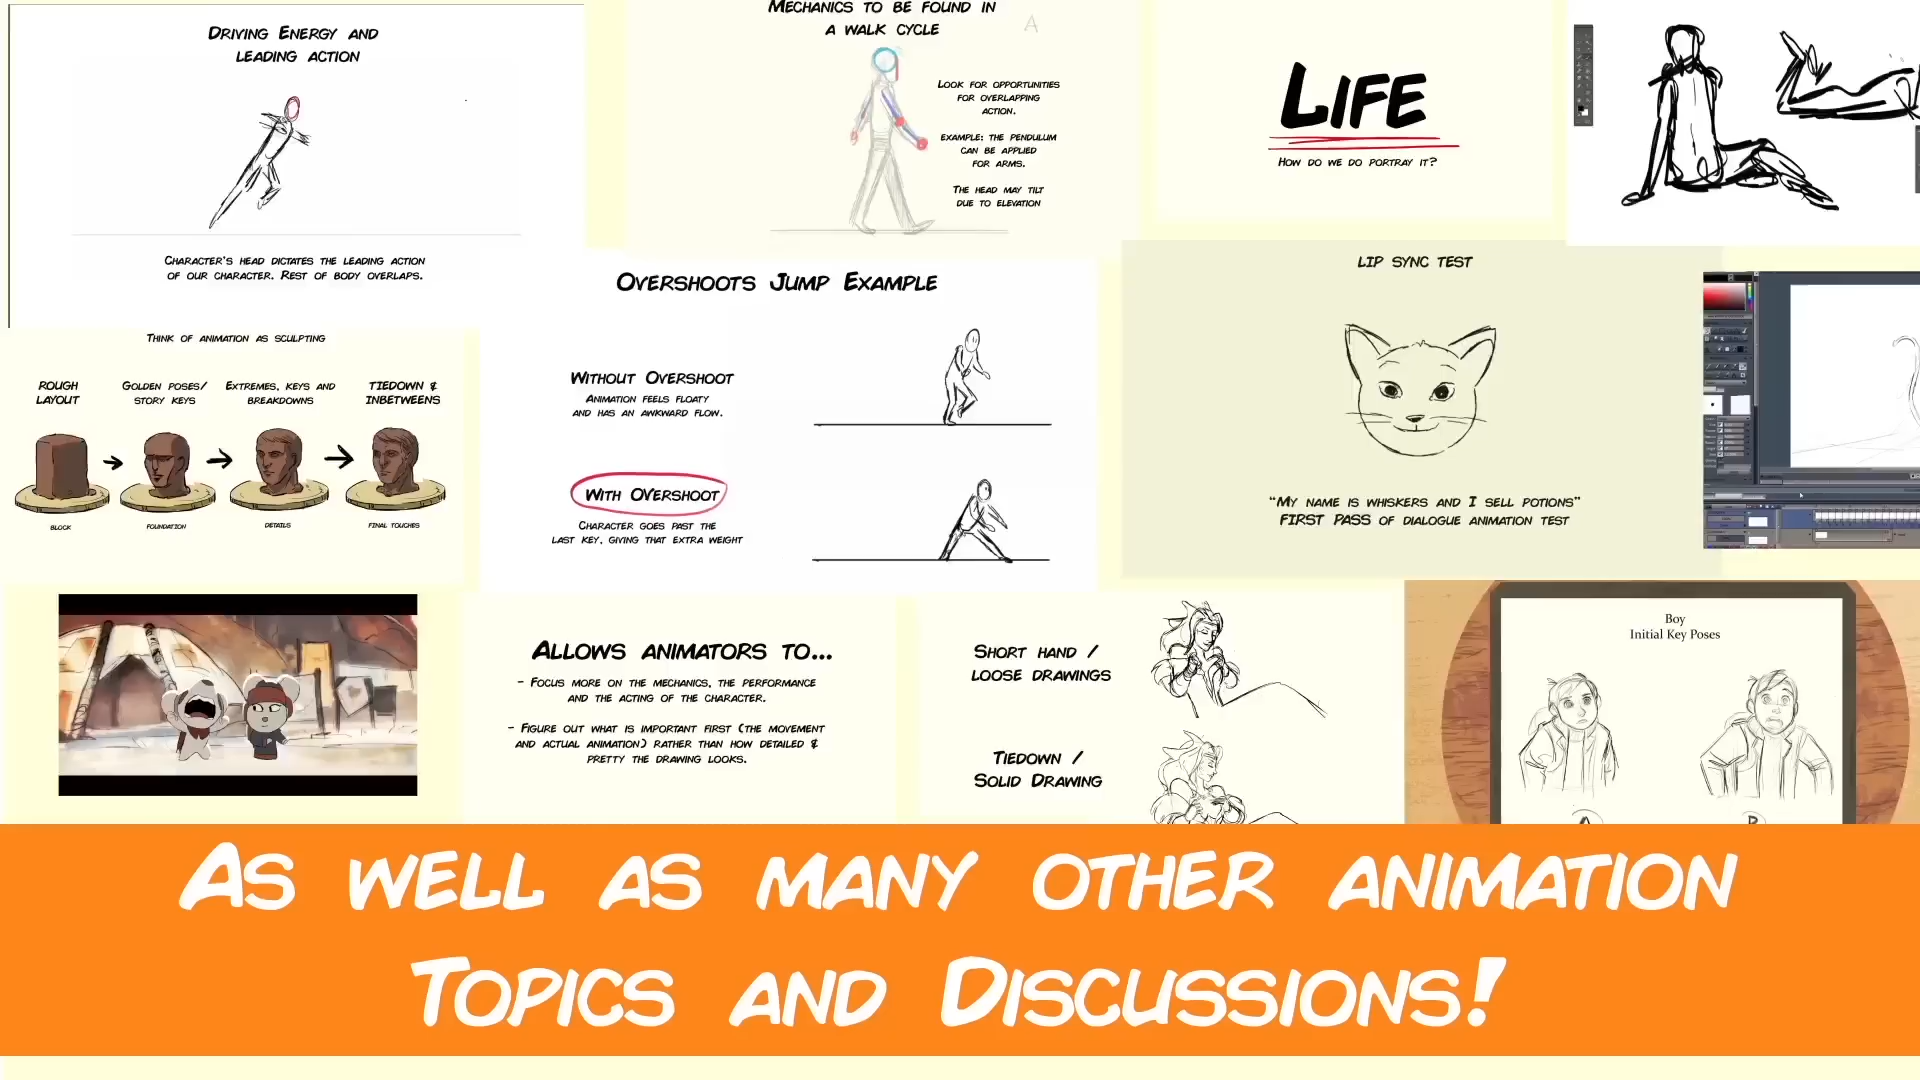 Driving Energy and
leading action
Character's head dictates the leading action
of our character. Rest of body overlaps.
Mechanics to be found in
a walk cycle
A
Look for opportunities
for overlapping
action.
example: the pendulum
can be applied
for arms.
The head may tilt
due to elevation
Life
How do we do portray it?
Think of animation as sculpting
rough
layout
Golden poses/
story keys
Extremes, keys and
breakdowns
tiedown &
inbetweens
block
foundation
details
final touches
Overshoots Jump Example
Without Overshoot
Animation feels floaty
and has an awkward flow.
With Overshoot
Character goes past the
last key, giving that extra weight
lip sync test
"My name is whiskers and I sell potions"
first pass of dialogue animation test
Allows animators to...
- Focus more on the mechanics, the performance
and the acting of the character.
- Figure out what is important first (the movement
and actual animation) rather than how detailed &
pretty the drawing looks.
Short hand /
loose drawings
Tiedown /
Solid Drawing
Boy
Initial Key Poses
A
B
As well as many other animation
Topics and Discussions!